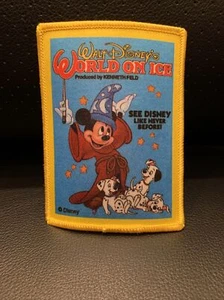 WALT DISNEY'S
WORLD ON ICE
Produced by KENNETH FELD
SEE DISNEY
LIKE NEVER
BEFORE!
© Disney